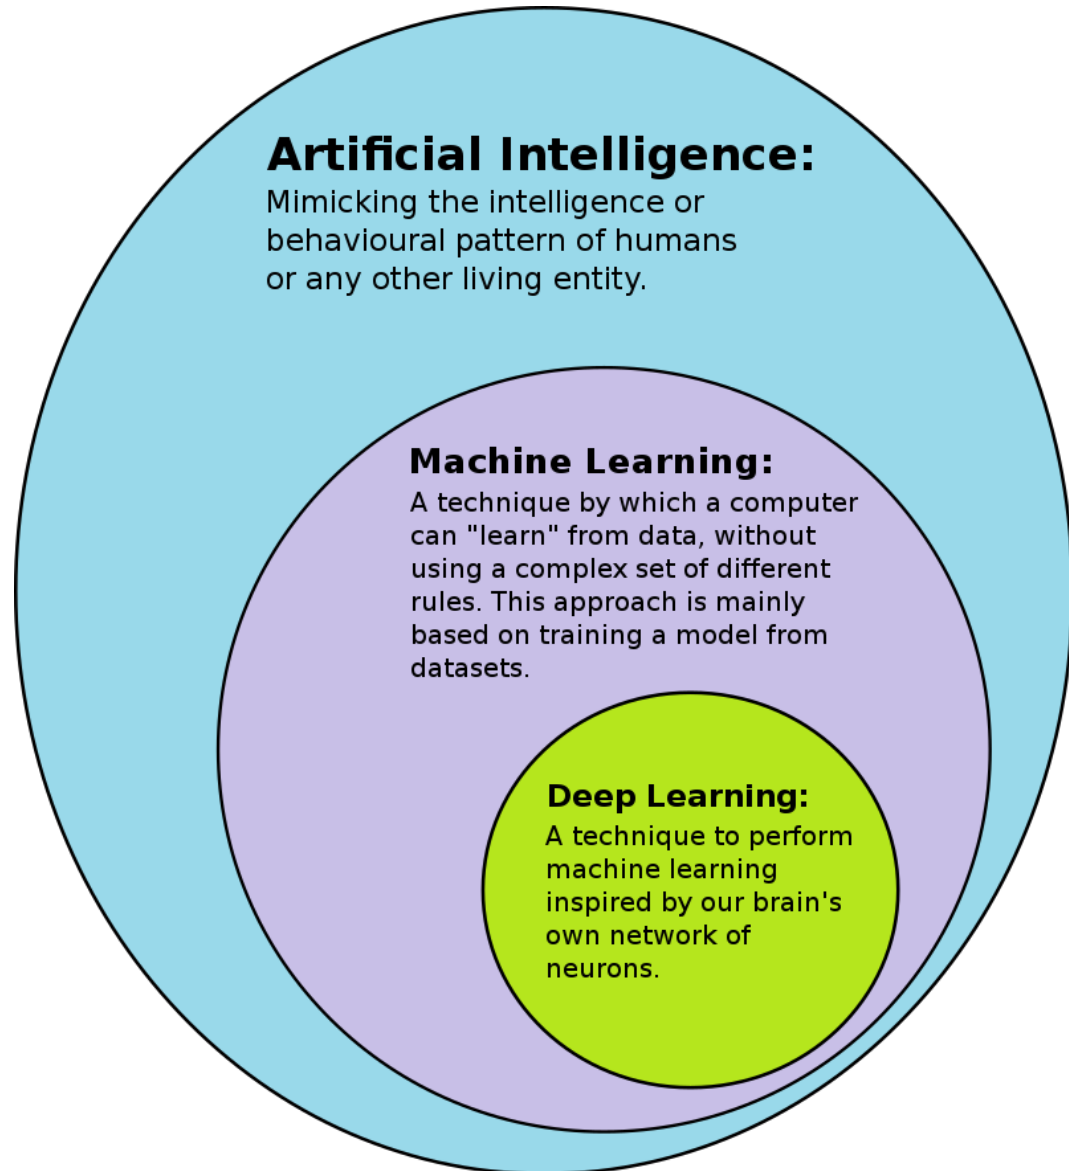 Artificial Intelligence:
Mimicking the intelligence or
behavioural pattern of humans
or any other living entity.
Machine Learning:
A technique by which a computer
can "learn" from data, without
using a complex set of different
rules. This approach is mainly
based on training a model from
datasets.
Deep Learning:
A technique to perform
machine learning
inspired by our brain's
own network of
neurons.